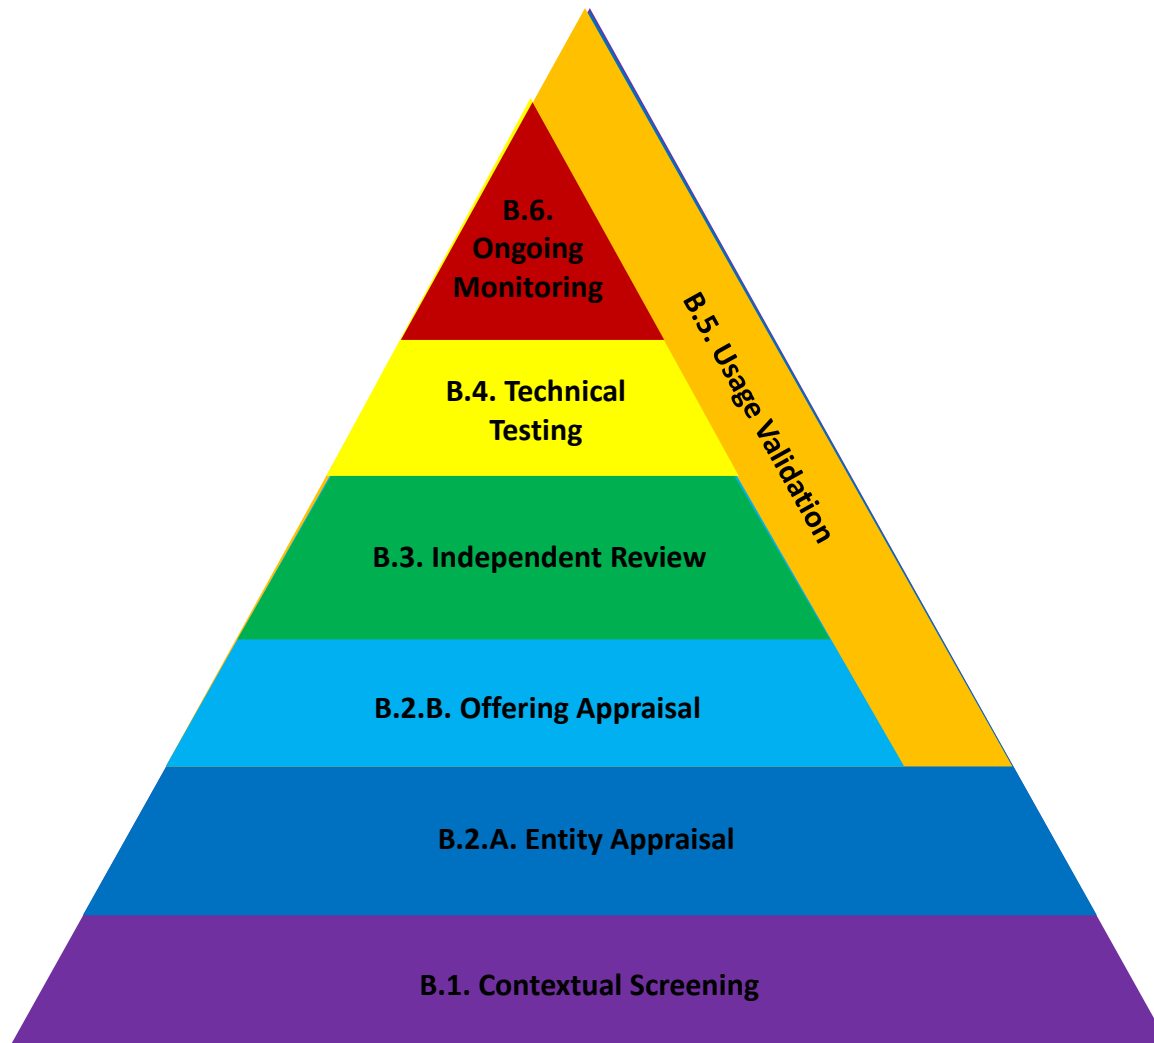 B.6.
Ongoing
Monitoring
B.5. Usage Validation
B.4. Technical
Testing
B.3. Independent Review
B.2.B. Offering Appraisal
B.2.A. Entity Appraisal
B.1. Contextual Screening